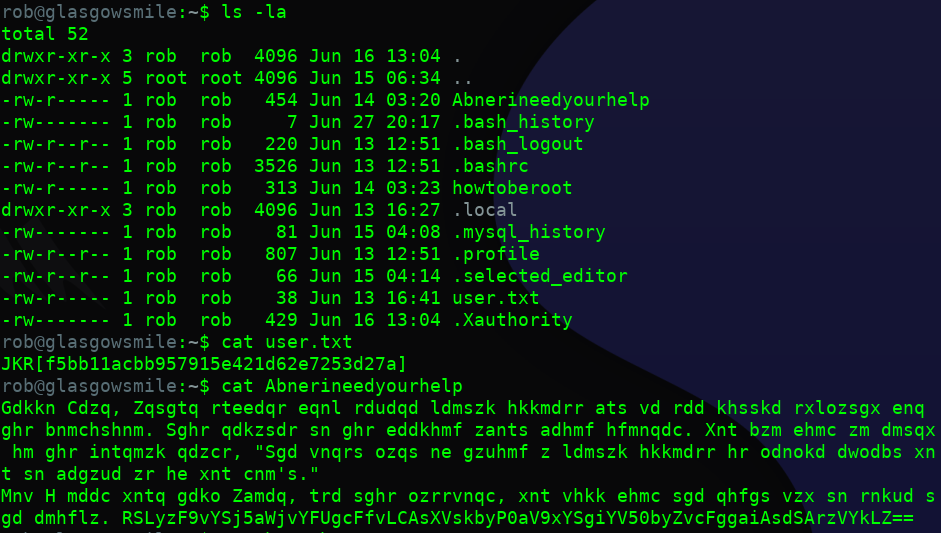 rob@glasgowsmile:~$ ls -la
total 52
drwxr-xr-x 3 rob  rob  4096 Jun 16 13:04 .
drwxr-xr-x 5 root root 4096 Jun 15 06:34 ..
-rw-r----- 1 rob  rob   454 Jun 14 03:20 Abnerineedyourhelp
-rw------- 1 rob  rob     7 Jun 27 20:17 .bash_history
-rw-r--r-- 1 rob  rob   220 Jun 13 12:51 .bash_logout
-rw-r--r-- 1 rob  rob  3526 Jun 13 12:51 .bashrc
-rw-r----- 1 rob  rob   313 Jun 14 03:23 howtoberoot
drwxr-xr-x 3 rob  rob  4096 Jun 13 16:27 .local
-rw------- 1 rob  rob    81 Jun 15 04:08 .mysql_history
-rw-r--r-- 1 rob  rob   807 Jun 13 12:51 .profile
-rw-r--r-- 1 rob  rob    66 Jun 15 04:14 .selected_editor
-rw-r----- 1 rob  rob    38 Jun 13 16:41 user.txt
-rw------- 1 rob  rob   429 Jun 16 13:04 .Xauthority
rob@glasgowsmile:~$ cat user.txt
JKR[f5bb11acbb957915e421d62e7253d27a]
rob@glasgowsmile:~$ cat Abnerineedyourhelp
Gdkkn Cdzq, Zqsgtq rteedqr eqnl rdudqd ldmszk hkkmdrr ats vd rdd khsskd rxlozsgx enq
ghr bnmchshnm. Sghr qdkzsdr sn ghr eddkhmf zants adhmf hfmnqdc. Xnt bzm ehmc zm dmsqx
 hm ghr intqmzk qdzcr, "Sgd vnqrs ozqs ne gzuhmf z ldmszk hkkmdrr hr odnokd dwodbs xn
t sn adgzud zr he xnt cnm's."
Mnv H mddc xntq gdko Zamdq, trd sghr ozrrvnqc, xnt vhkk ehmc sgd qhfgs vzx sn rnkud s
gd dmhflz. RSLyzF9vYSj5aWjvYFUgcFfvLCAsXVskbyP0aV9xYSgiYV50byZvcFggaiAsdSArzVYkLZ==